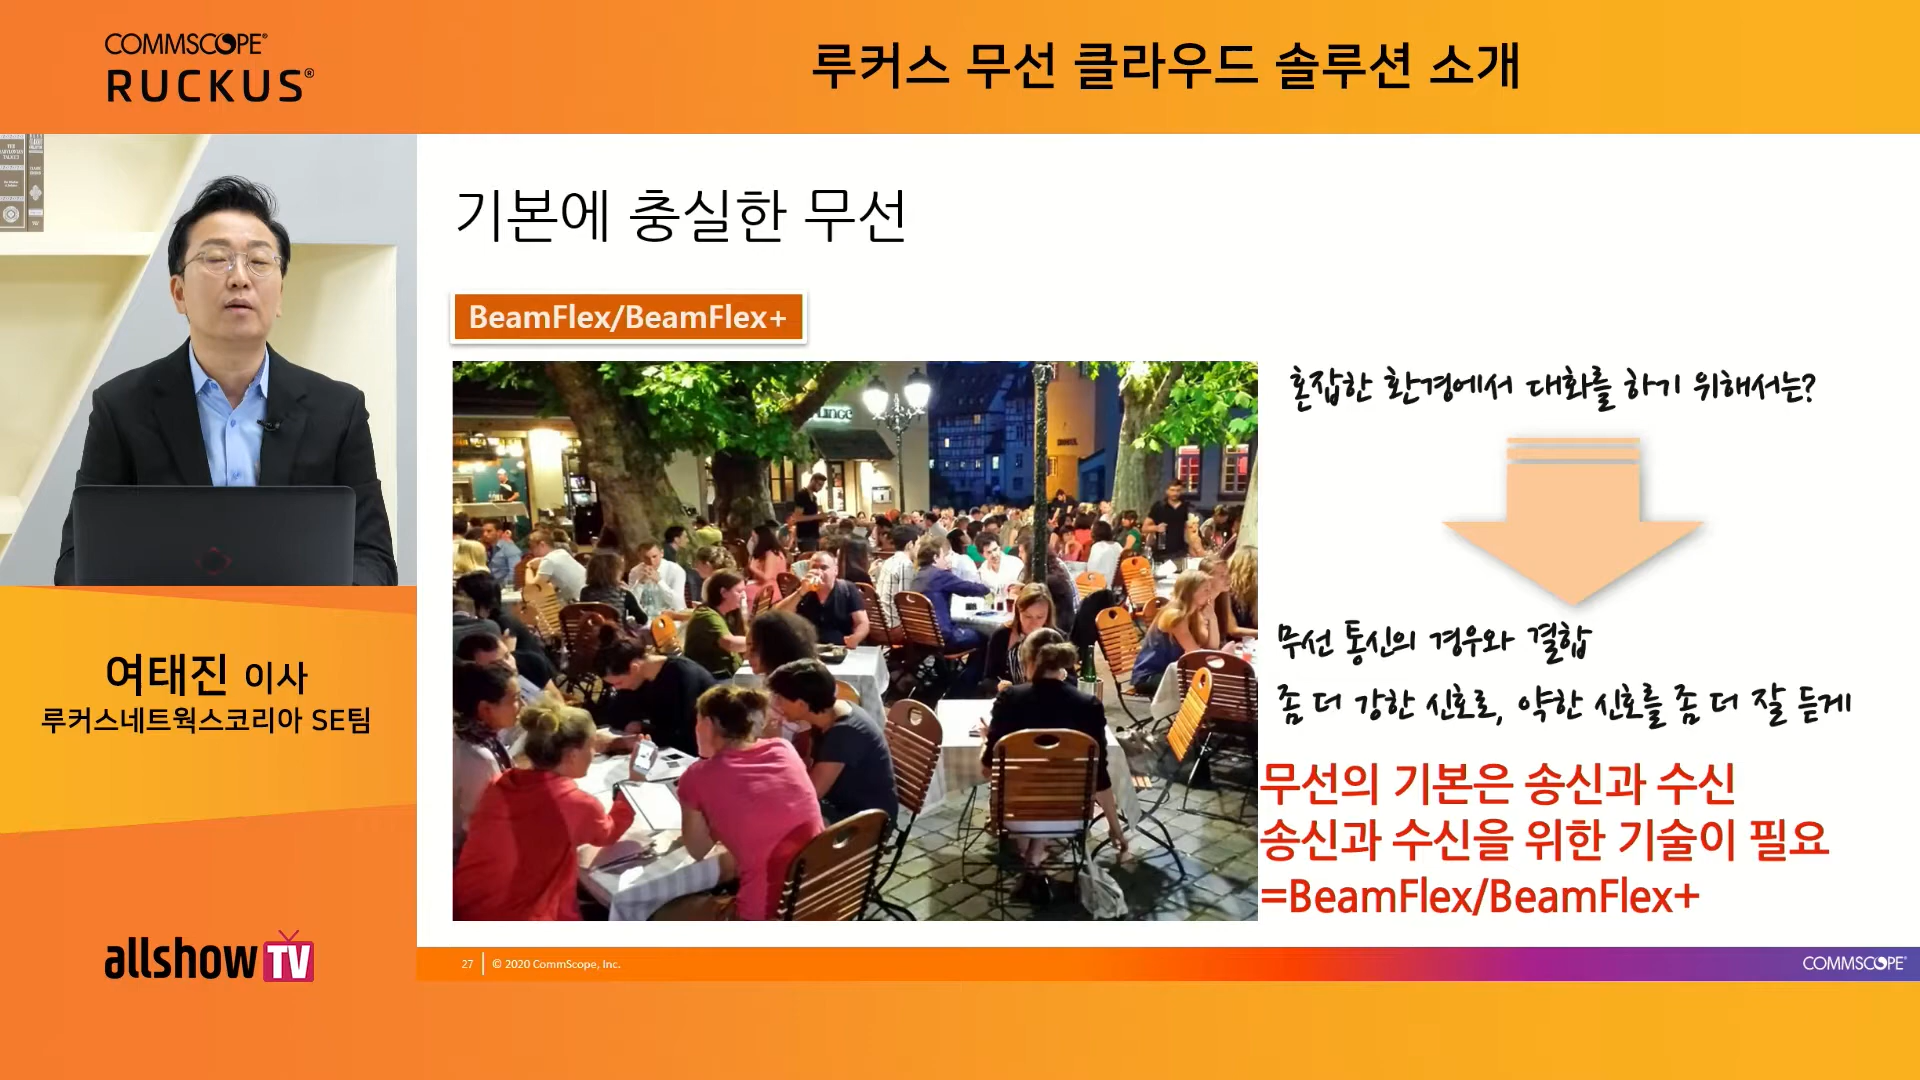 COMMSCOPE®
RUCKUS®
루커스 무선 클라우드 솔루션 소개
기본에 충실한 무선
BeamFlex/BeamFlex+
혼잡한 환경에서 대화를 하기 위해서는?
무선 통신의 경우와 결합
좀 더 강한 신호로, 약한 신호를 좀 더 잘 듣게
무선의 기본은 송신과 수신
송신과 수신을 위한 기술이 필요
=BeamFlex/BeamFlex+
여태진 이사
루커스네트웍스코리아 SE팀
allshowTV
27 © 2020 CommScope, Inc.
COMMSCOPE®